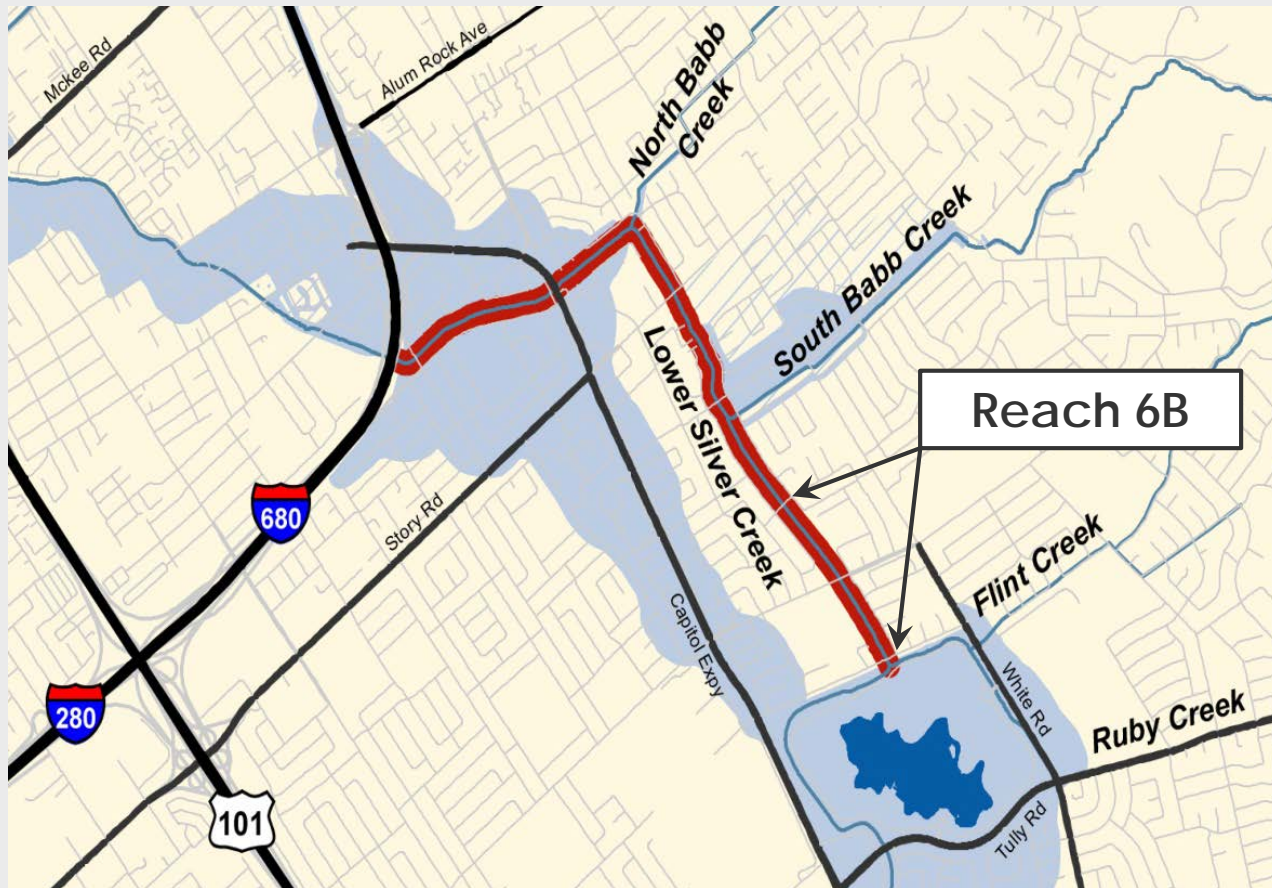 Mckee Rd
Alum Rock Ave
North Babb
Creek
South Babb Creek
Lower Silver Creek
Reach 6B
680
Story Rd
Flint Creek
Capitol Expy
White Rd
280
Ruby Creek
101
Tully Rd